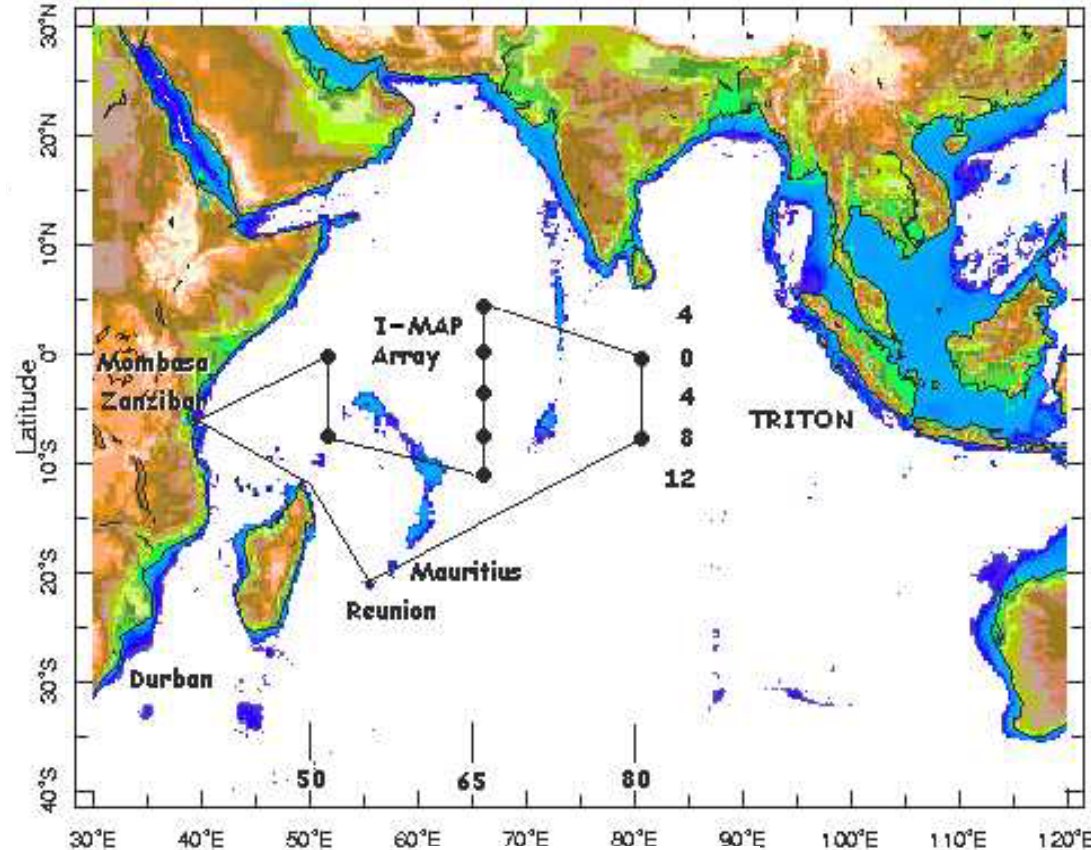 30°N
20°N
10°N
0°
10°S
20°S
30°S
40°S
Latitude
I-MAP
Array
Mombasa
Zanzibar
4
0
4
8
12
TRITON
Mauritius
Reunion
Durban
50
65
80
30°E
40°E
50°E
60°E
70°E
80°E
90°E
100°E
110°E
120°E